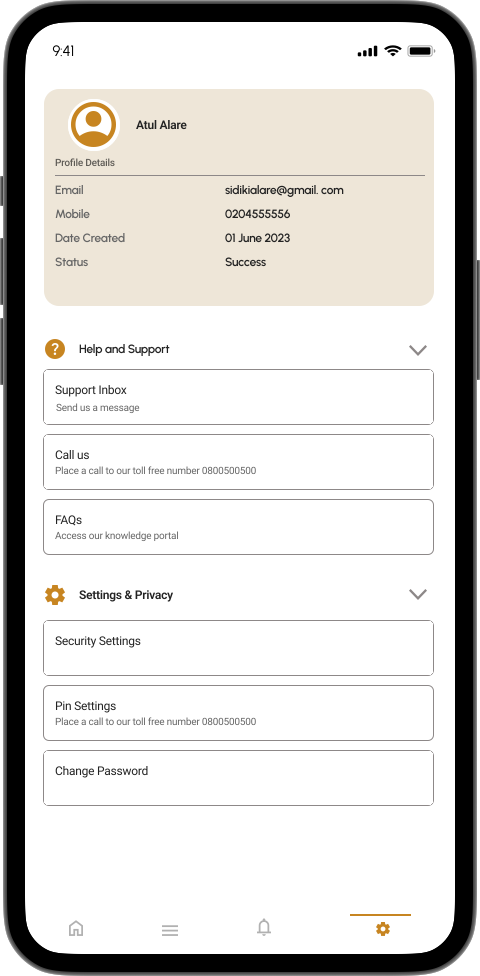 9:41
Atul Alare
Profile Details
Email sidikialare@gmail. com
Mobile 0204555556
Date Created 01 June 2023
Status Success
? Help and Support
Support Inbox
Send us a message
Call us
Place a call to our toll free number 0800500500
FAQs
Access our knowledge portal
Settings & Privacy
Security Settings
Pin Settings
Place a call to our toll free number 0800500500
Change Password